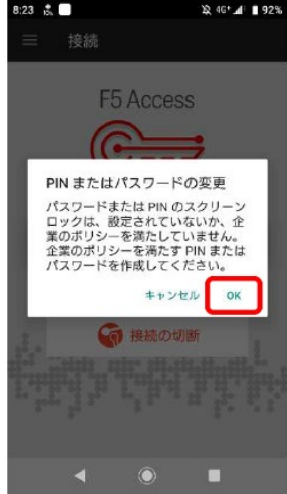 8:23
4G+ 92%
接続
F5 Access
PIN またはパスワードの変更
パスワードまたは PIN のスクリーン
ロックは、設定されていないか、企
業のポリシーを満たしていません。
企業のポリシーを満たす PIN または
パスワードを作成してください。
キャンセル OK
接続の切断